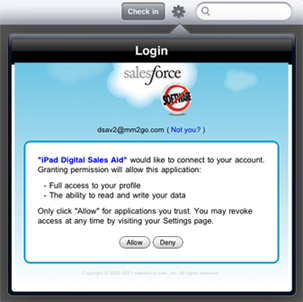 Check in
Login
salesforce
SOFTWARE
dsav2@mm2go.com ( Not you? )
"iPad Digital Sales Aid" would like to connect to your account.
Granting permission will allow this application:
- Full access to your profile
- The ability to read and write your data
Only click "Allow" for applications you trust. You may revoke
access at any time by visiting your Settings page.
Allow Deny
Copyright © 2000-2011 salesforce.com, inc. All rights reserved.